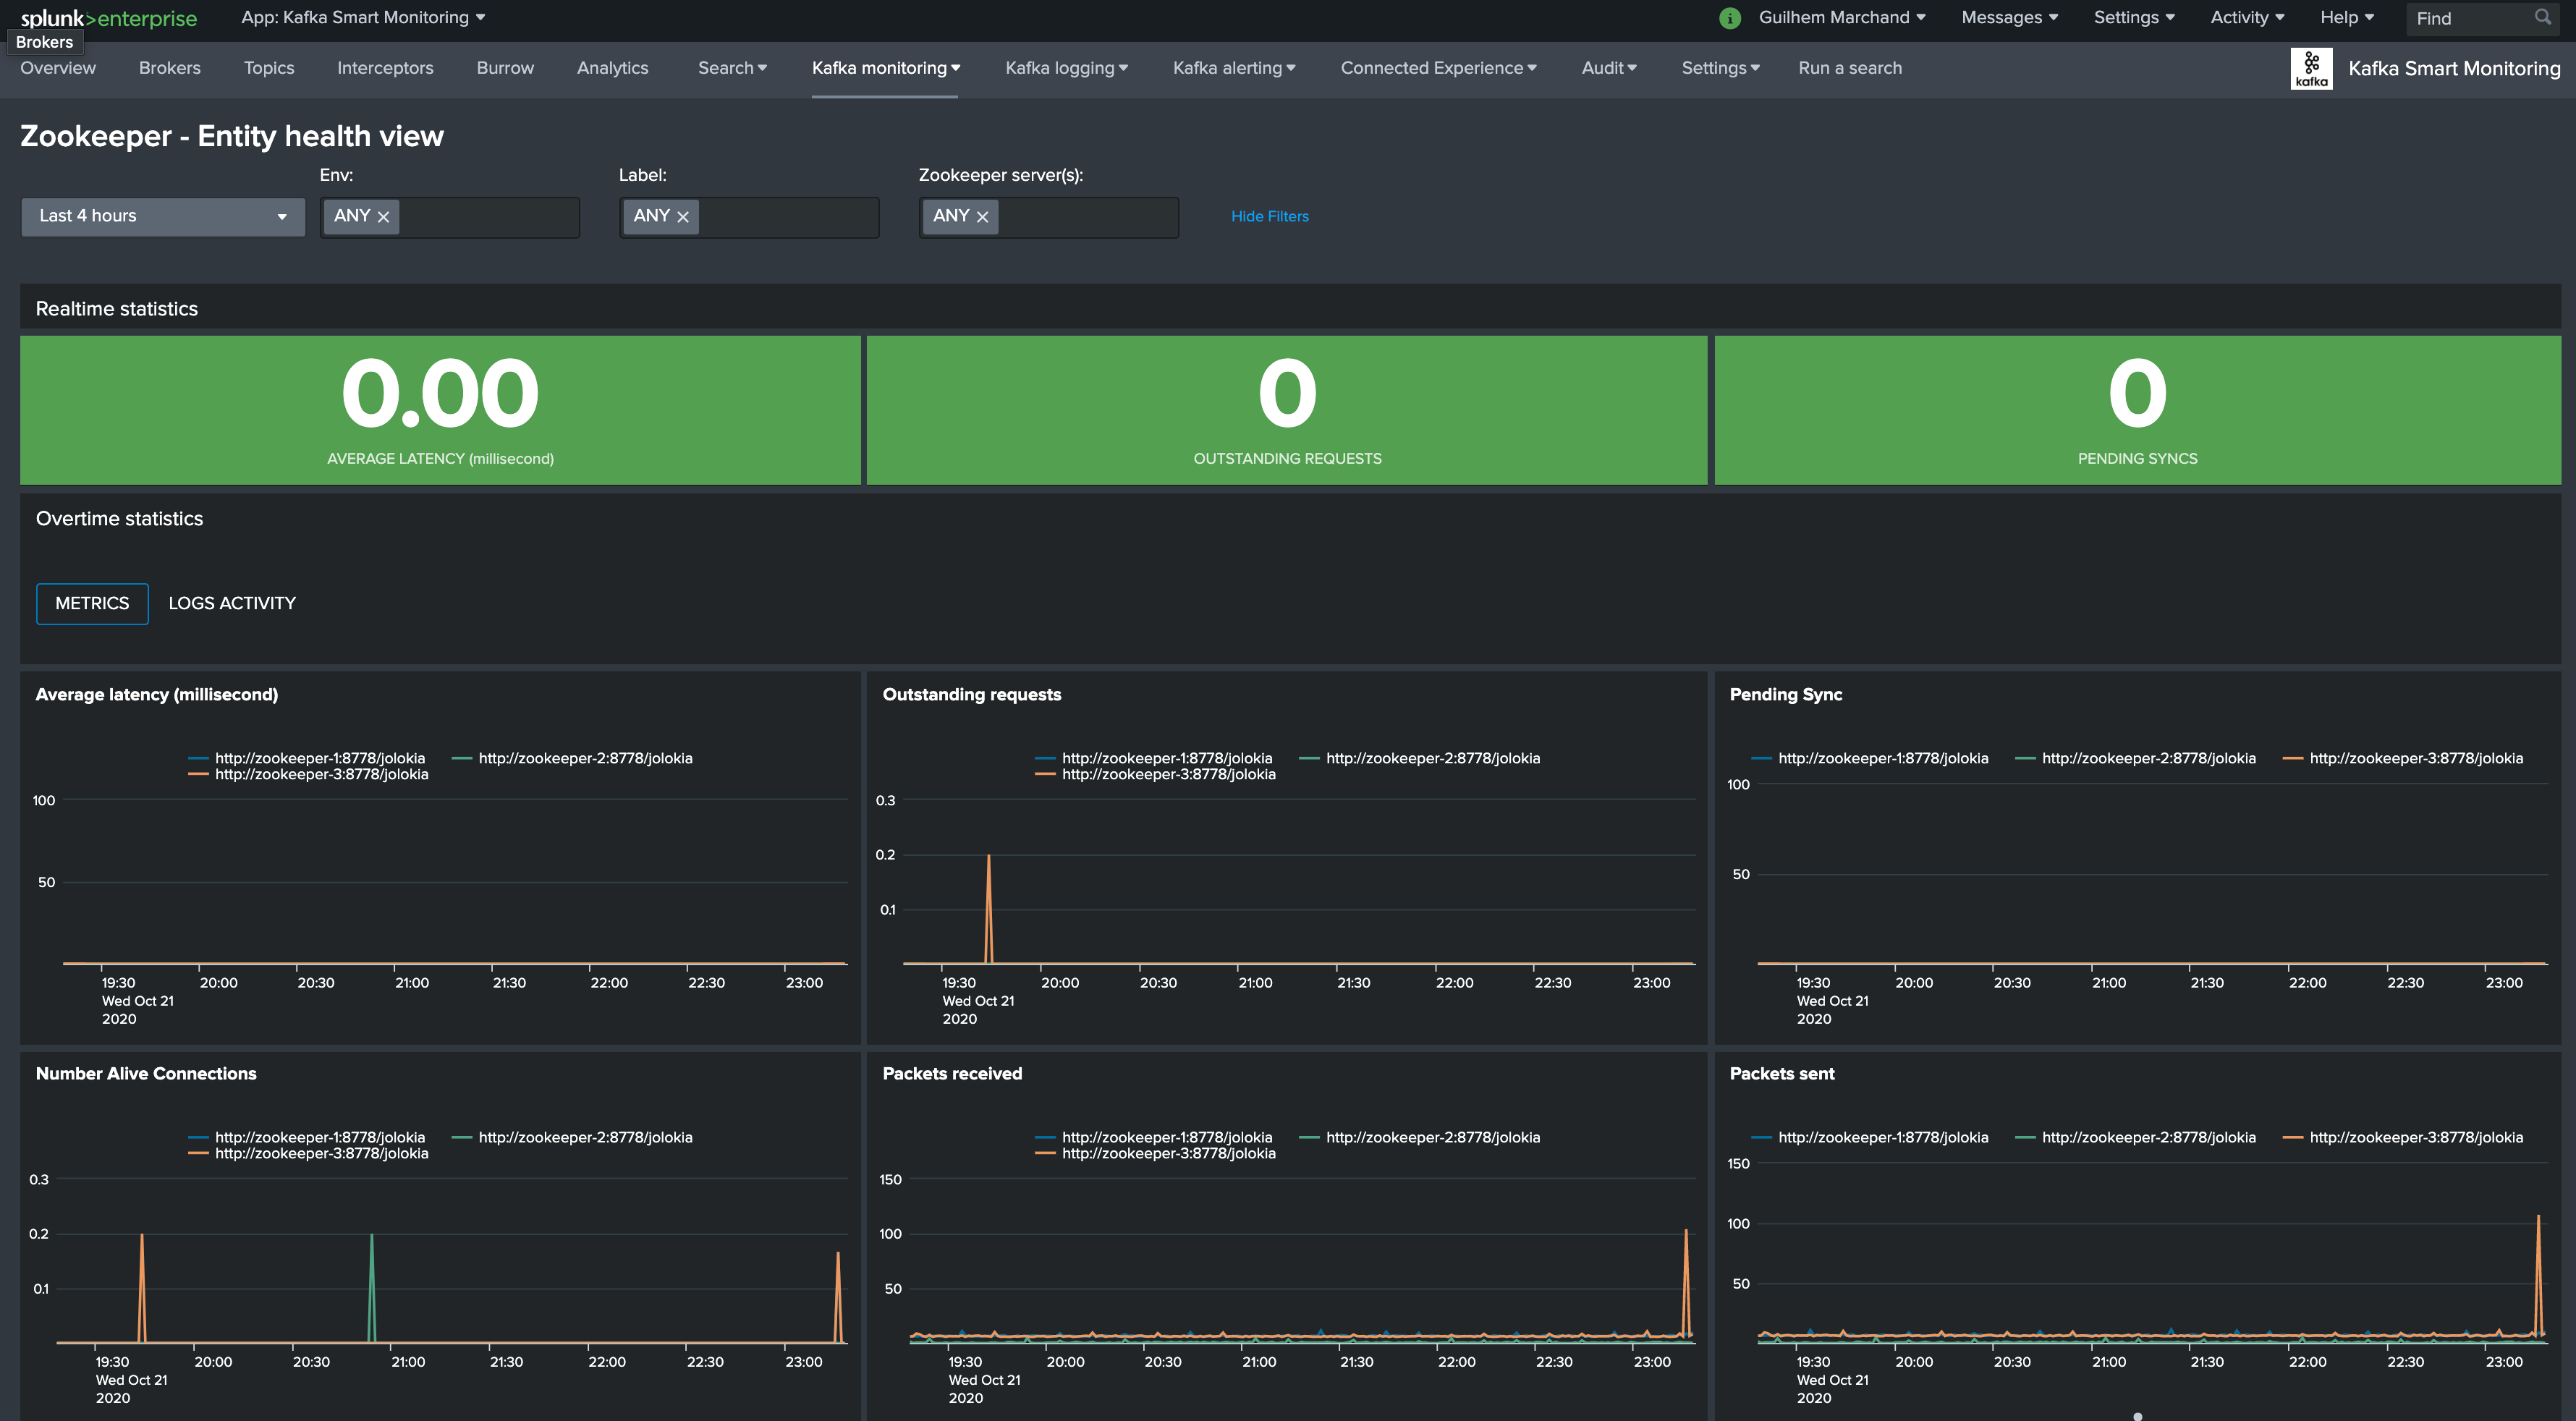 splunk>enterprise App: Kafka Smart Monitoring Guilhem Marchand Messages Settings Activity Help Find
Brokers
Overview Brokers Topics Interceptors Burrow Analytics Search Kafka monitoring Kafka logging Kafka alerting Connected Experience Audit Settings Run a search kafka Kafka Smart Monitoring
Zookeeper - Entity health view
Env: Label: Zookeeper server(s):
Last 4 hours ANY ANY ANY Hide Filters
Realtime statistics
0.00 0 0
AVERAGE LATENCY (millisecond) OUTSTANDING REQUESTS PENDING SYNCS
Overtime statistics
METRICS LOGS ACTIVITY
Average latency (millisecond)
http://zookeeper-1:8778/jolokia http://zookeeper-2:8778/jolokia
http://zookeeper-3:8778/jolokia
100
50
19:30 20:00 20:30 21:00 21:30 22:00 22:30 23:00
Wed Oct 21
2020
Outstanding requests
http://zookeeper-1:8778/jolokia http://zookeeper-2:8778/jolokia
http://zookeeper-3:8778/jolokia
0.3
0.2
0.1
19:30 20:00 20:30 21:00 21:30 22:00 22:30 23:00
Wed Oct 21
2020
Pending Sync
http://zookeeper-1:8778/jolokia http://zookeeper-2:8778/jolokia http://zookeeper-3:8778/jolokia
100
50
19:30 20:00 20:30 21:00 21:30 22:00 22:30 23:00
Wed Oct 21
2020
Number Alive Connections
http://zookeeper-1:8778/jolokia http://zookeeper-2:8778/jolokia
http://zookeeper-3:8778/jolokia
0.3
0.2
0.1
19:30 20:00 20:30 21:00 21:30 22:00 22:30 23:00
Wed Oct 21
2020
Packets received
http://zookeeper-1:8778/jolokia http://zookeeper-2:8778/jolokia
http://zookeeper-3:8778/jolokia
150
100
50
19:30 20:00 20:30 21:00 21:30 22:00 22:30 23:00
Wed Oct 21
2020
Packets sent
http://zookeeper-1:8778/jolokia http://zookeeper-2:8778/jolokia http://zookeeper-3:8778/jolokia
150
100
50
19:30 20:00 20:30 21:00 21:30 22:00 22:30 23:00
Wed Oct 21
2020